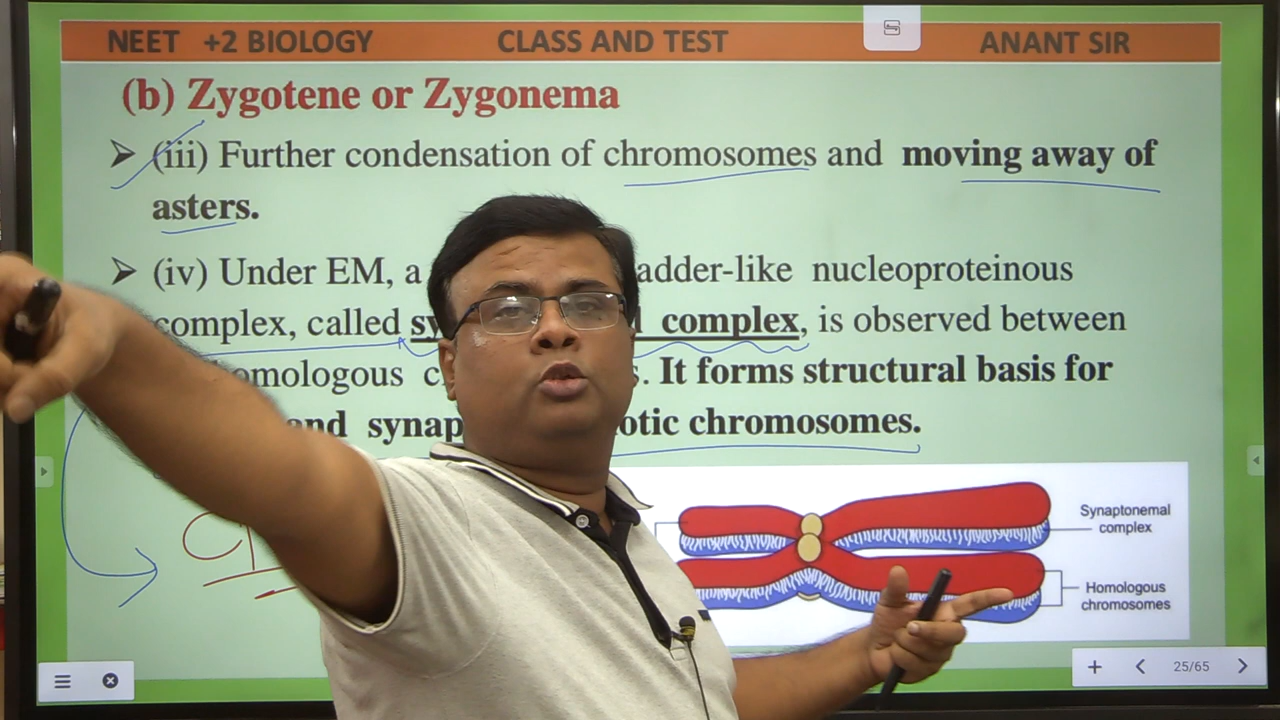 NEET +2 BIOLOGY CLASS AND TEST ANANT SIR
(b) Zygotene or Zygonema
➤ (iii) Further condensation of chromosomes and moving away of
asters.
➤ (iv) Under EM, a adder-like nucleoproteinous
complex, called sy complex, is observed between
omologous c s. It forms structural basis for
and synap otic chromosomes.
Synaptonemal
complex
Homologous
chromosomes
25/65